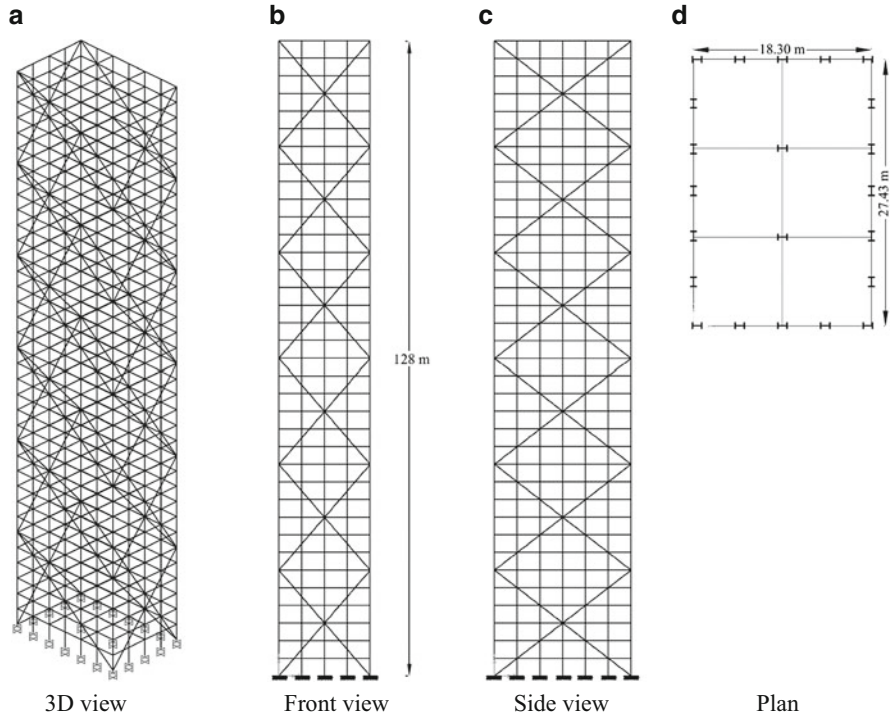 a
b
c
d
18.30 m
27.43 m
128 m
3D view
Front view
Side view
Plan